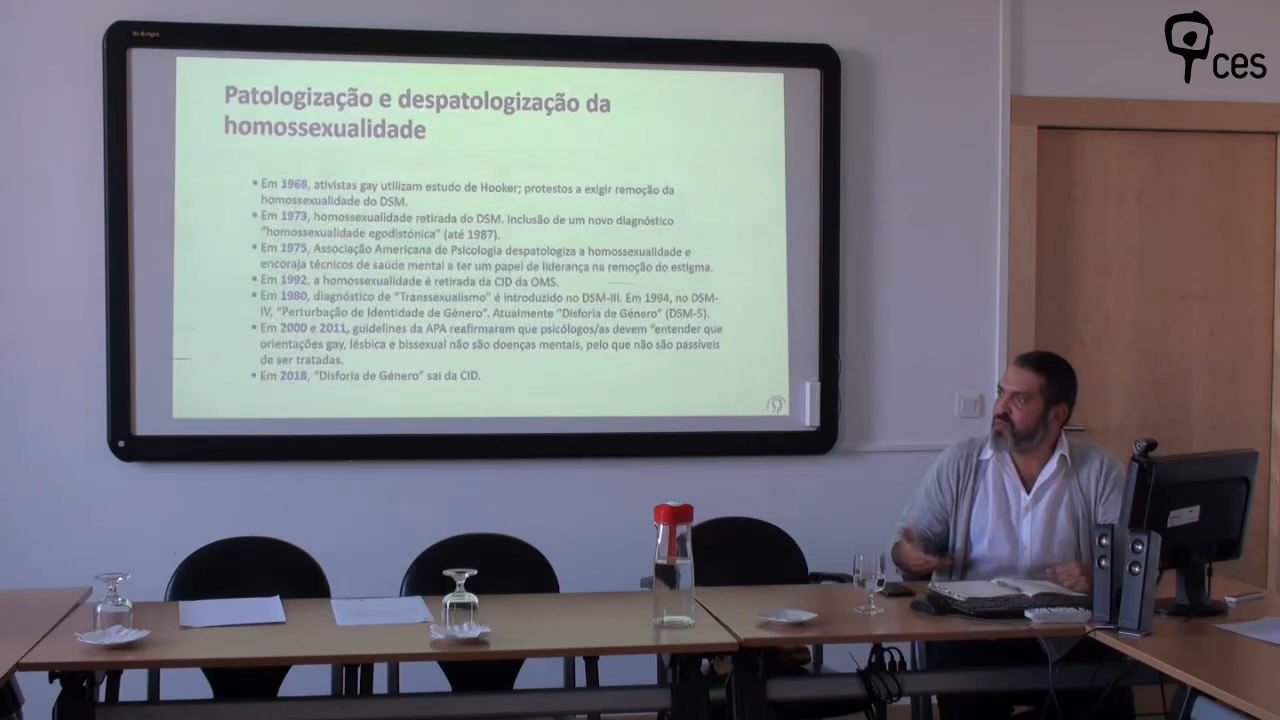 ces
Patologização e despatologização da
homossexualidade
▪ Em 1968, ativistas gay utilizam estudo de Hooker; protestos a exigir remoção da
homossexualidade do DSM.
▪ Em 1973, homossexualidade retirada do DSM. Inclusão de um novo diagnóstico
"homossexualidade egodistónica" (até 1987).
▪ Em 1975, Associação Americana de Psicologia despatologiza a homossexualidade e
encoraja técnicos de saúde mental a ter um papel de liderança na remoção do estigma.
▪ Em 1992, a homossexualidade é retirada da CID da OMS.
▪ Em 1980, diagnóstico de "Transsexualismo" é introduzido no DSM-III. Em 1994, no DSM-
IV, "Perturbação de Identidade de Género". Atualmente "Disforia de Género" (DSM-5).
▪ Em 2000 e 2011, guidelines da APA reafirmaram que psicólogos/as devem "entender que
orientações gay, lésbica e bissexual não são doenças mentais, pelo que não são passíveis
de ser tratadas.
▪ Em 2018, "Disforia de Género" sai da CID.